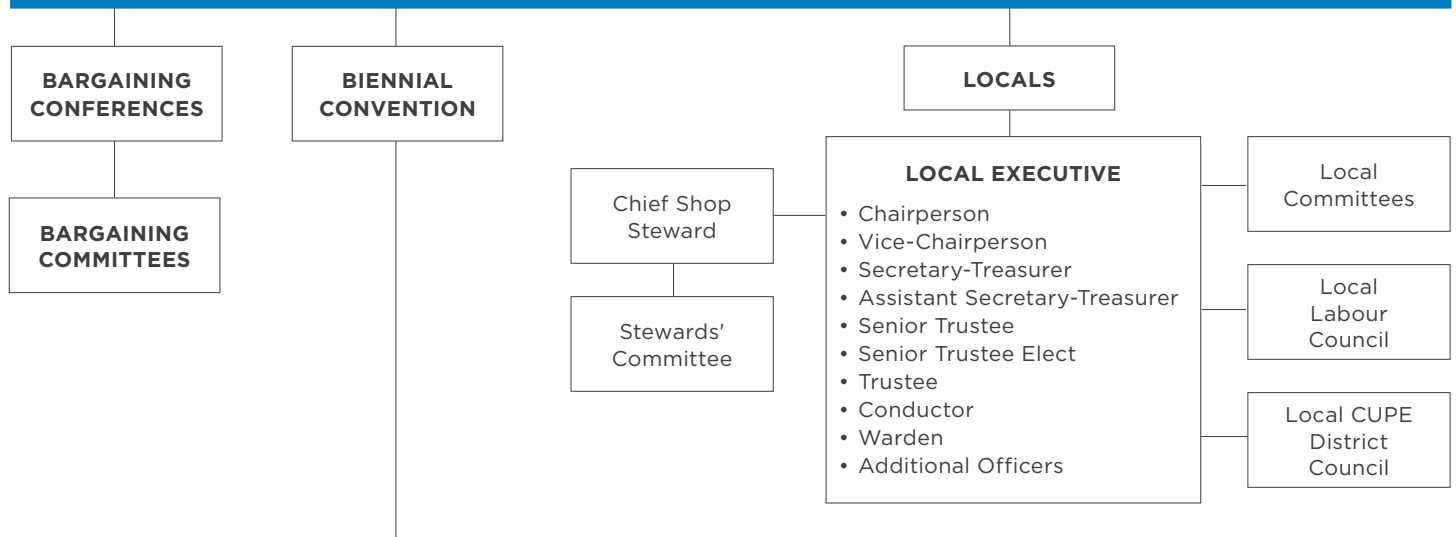 BARGAINING
CONFERENCES
BARGAINING
COMMITTEES
BIENNIAL
CONVENTION
LOCALS
Chief Shop
Steward
Stewards'
Committee
LOCAL EXECUTIVE
• Chairperson
• Vice-Chairperson
• Secretary-Treasurer
• Assistant Secretary-Treasurer
• Senior Trustee
• Senior Trustee Elect
• Trustee
• Conductor
• Warden
• Additional Officers
Local
Committees
Local
Labour
Council
Local CUPE
District
Council